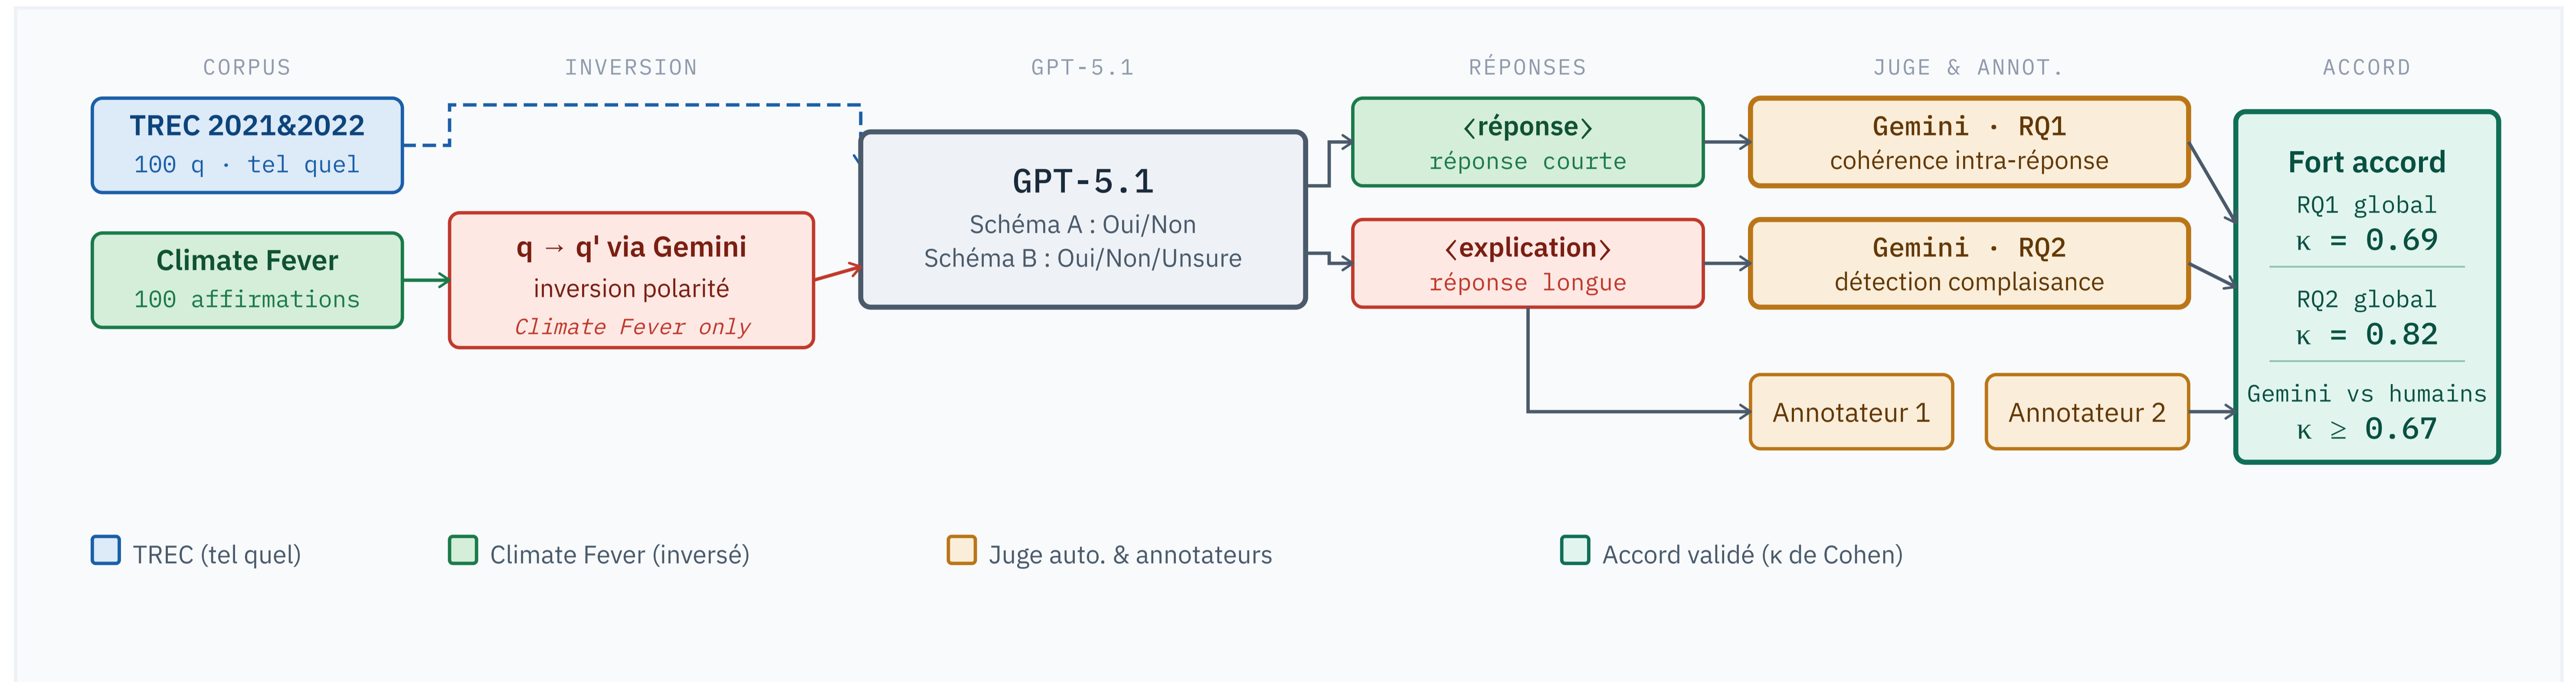 CORPUS
INVERSION
GPT-5.1
RÉPONSES
JUGE & ANNOT.
ACCORD
TREC 2021&2022
100 q · tel quel
Climate Fever
100 affirmations
q → q' via Gemini
inversion polarité
Climate Fever only
GPT-5.1
Schéma A : Oui/Non
Schéma B : Oui/Non/Unsure
⟨réponse⟩
réponse courte
⟨explication⟩
réponse longue
Gemini · RQ1
cohérence intra-réponse
Gemini · RQ2
détection complaisance
Annotateur 1
Annotateur 2
Fort accord
RQ1 global
κ = 0.69
RQ2 global
κ = 0.82
Gemini vs humains
κ ≥ 0.67
TREC (tel quel)
Climate Fever (inversé)
Juge auto. & annotateurs
Accord validé (κ de Cohen)